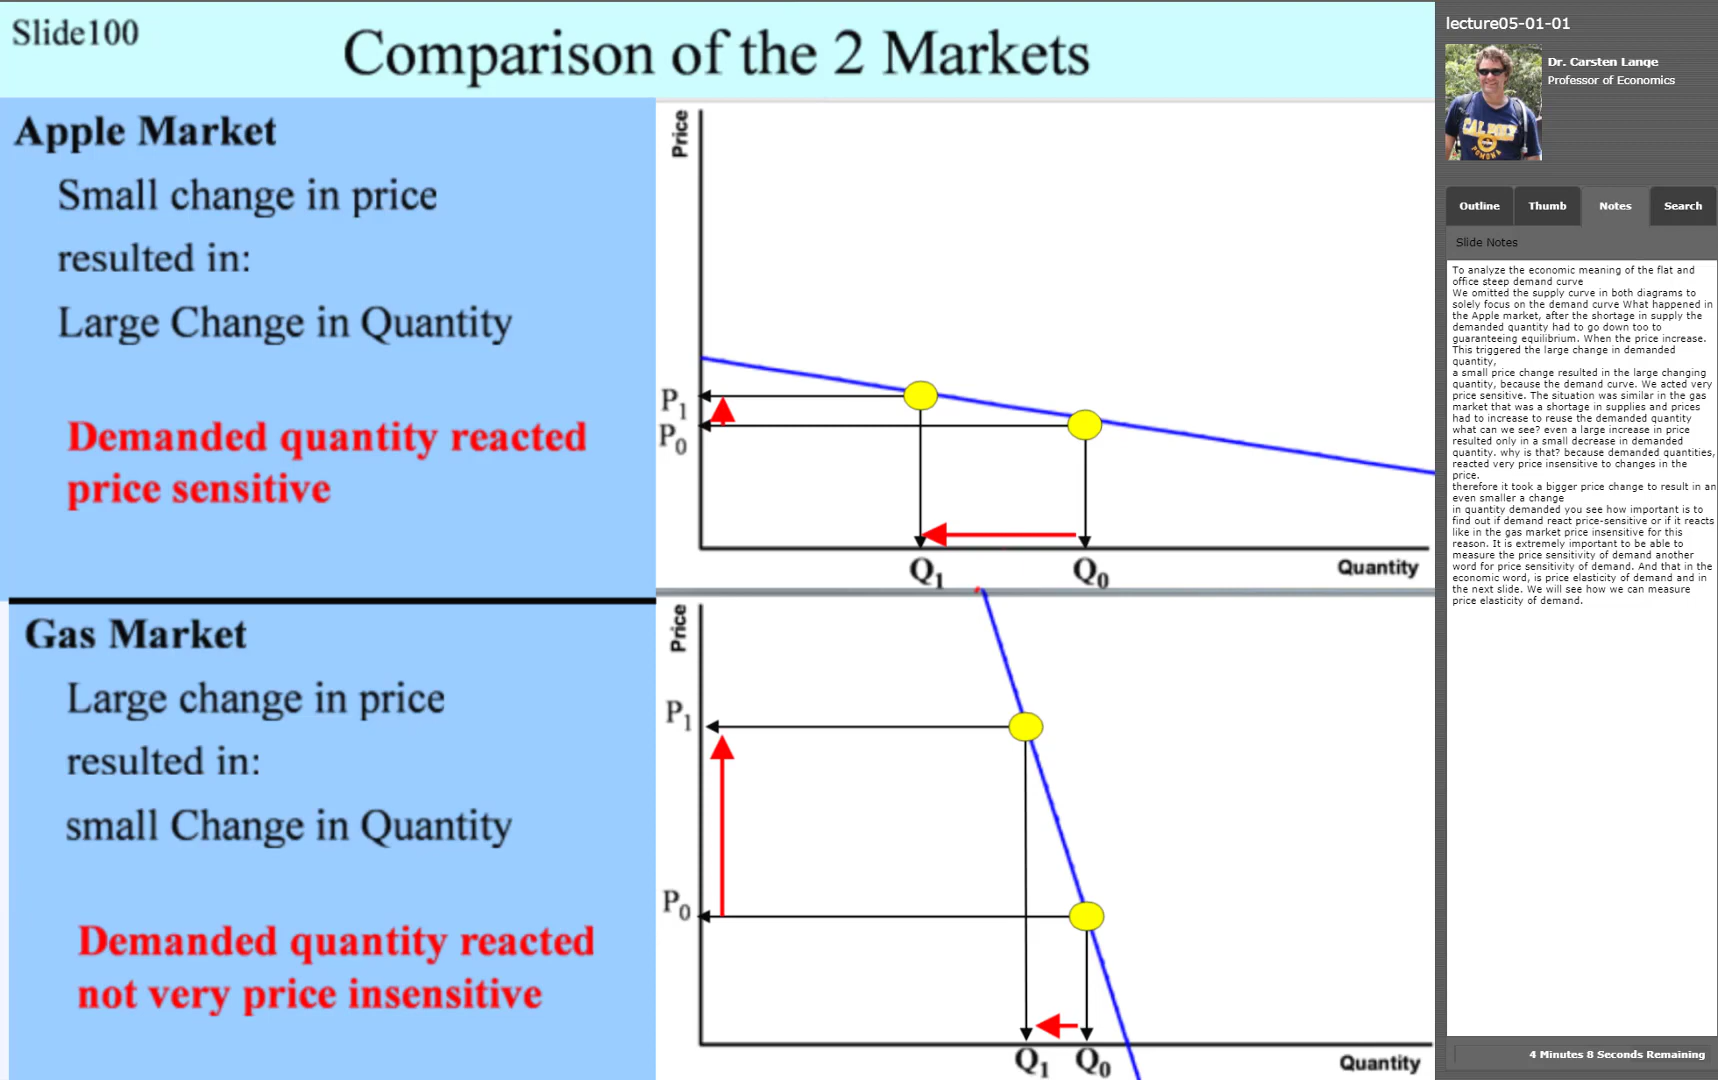 Slide100
Comparison of the 2 Markets
Apple Market
Small change in price
resulted in:
Large Change in Quantity
Demanded quantity reacted
price sensitive
Price
P1
P0
Q1
Q0
Quantity
Gas Market
Large change in price
resulted in:
small Change in Quantity
Demanded quantity reacted
not very price insensitive
Price
P1
P0
Q1
Q0
Quantity
lecture05-01-01
Dr. Carsten Lange
Professor of Economics
CAL POLY
POMONA
Outline
Thumb
Notes
Search
Slide Notes
To analyze the economic meaning of the flat and
office steep demand curve
We omitted the supply curve in both diagrams to
solely focus on the demand curve What happened in
the Apple market, after the shortage in supply the
demanded quantity had to go down too to
guaranteeing equilibrium. When the price increase.
This triggered the large change in demanded
quantity,
a small price change resulted in the large changing
quantity, because the demand curve. We acted very
price sensitive. The situation was similar in the gas
market that was a shortage in supplies and prices
had to increase to reuse the demanded quantity
what can we see? even a large increase in price
resulted only in a small decrease in demanded
quantity. why is that? because demanded quantities,
reacted very price insensitive to changes in the
price.
therefore it took a bigger price change to result in an
even smaller a change
in quantity demanded you see how important is to
find out if demand react price-sensitive or if it reacts
like in the gas market price insensitive for this
reason. It is extremely important to be able to
measure the price sensitivity of demand another
word for price sensitivity of demand. And that in the
economic word, is price elasticity of demand and in
the next slide. We will see how we can measure
price elasticity of demand.
4 Minutes 8 Seconds Remaining